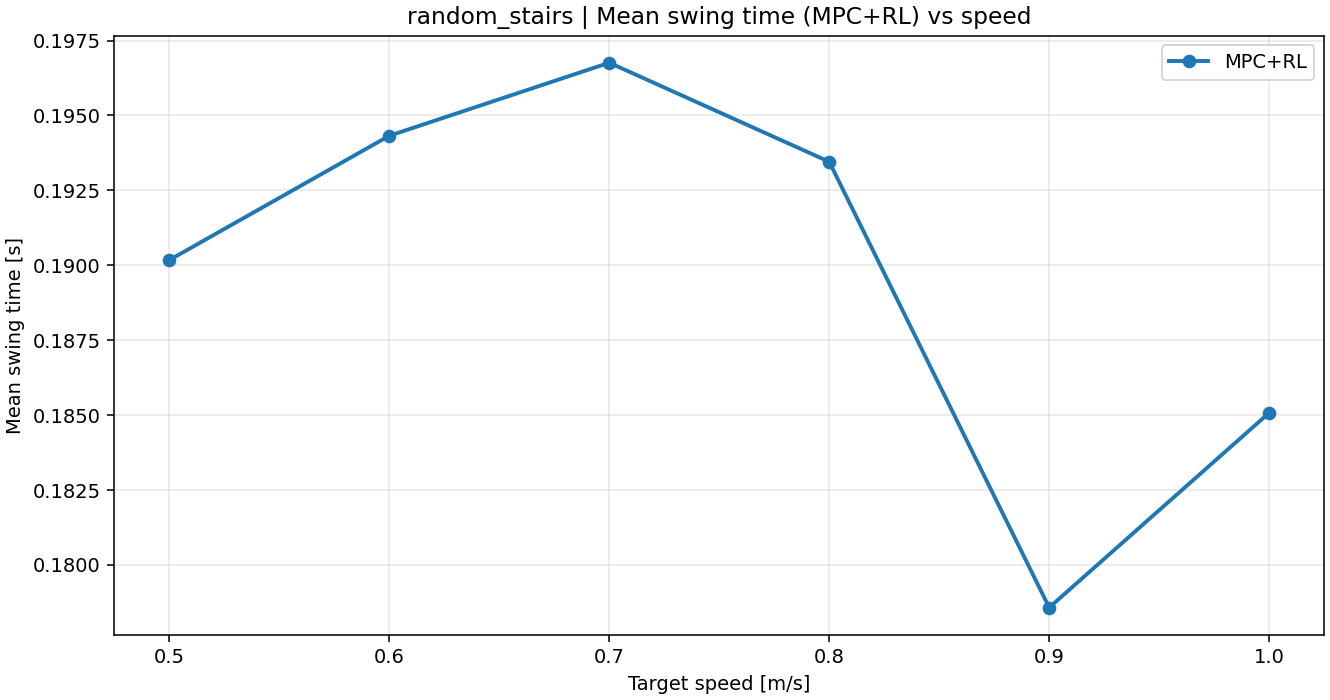 random_stairs | Mean swing time (MPC+RL) vs speed
MPC+RL
Mean swing time [s]
0.1975
0.1950
0.1925
0.1900
0.1875
0.1850
0.1825
0.1800
0.5 0.6 0.7 0.8 0.9 1.0
Target speed [m/s]